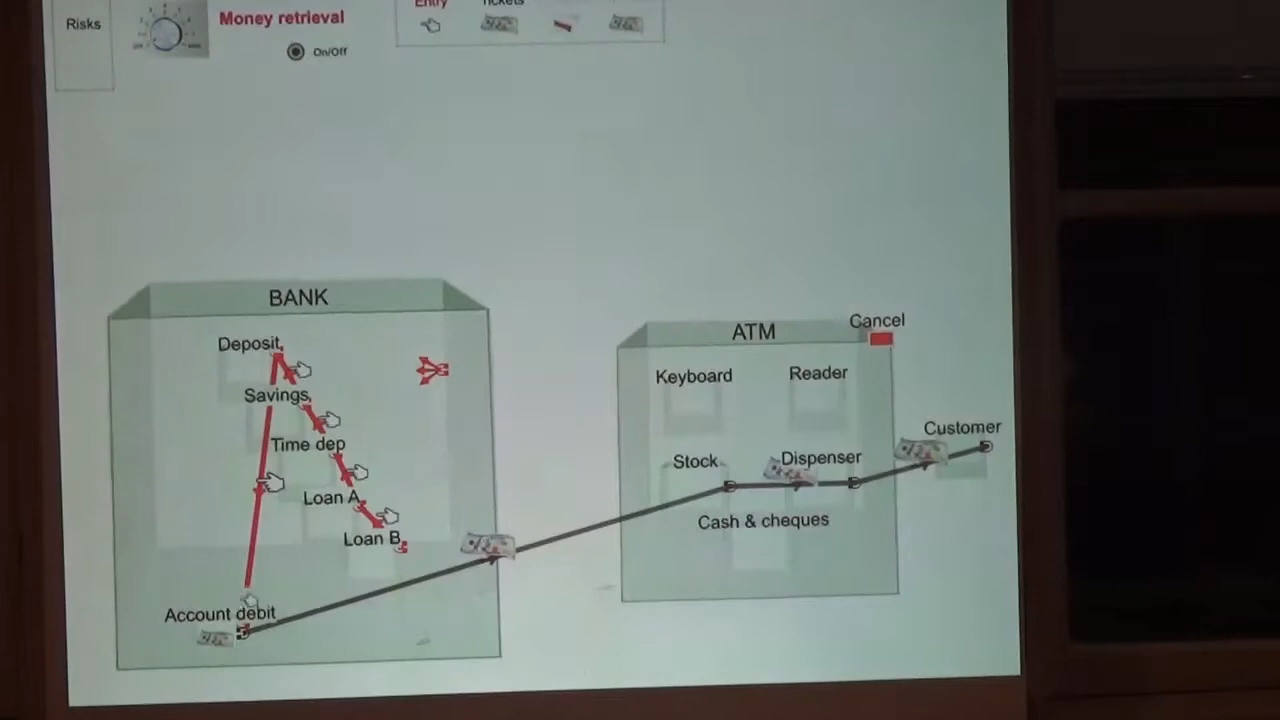 Entry
Tickets
Risks
Money retrieval
On/Off
BANK
Deposit
Savings
Time dep
Loan A
Loan B
Account debit
ATM
Cancel
Keyboard
Reader
Customer
Stock
Dispenser
Cash & cheques